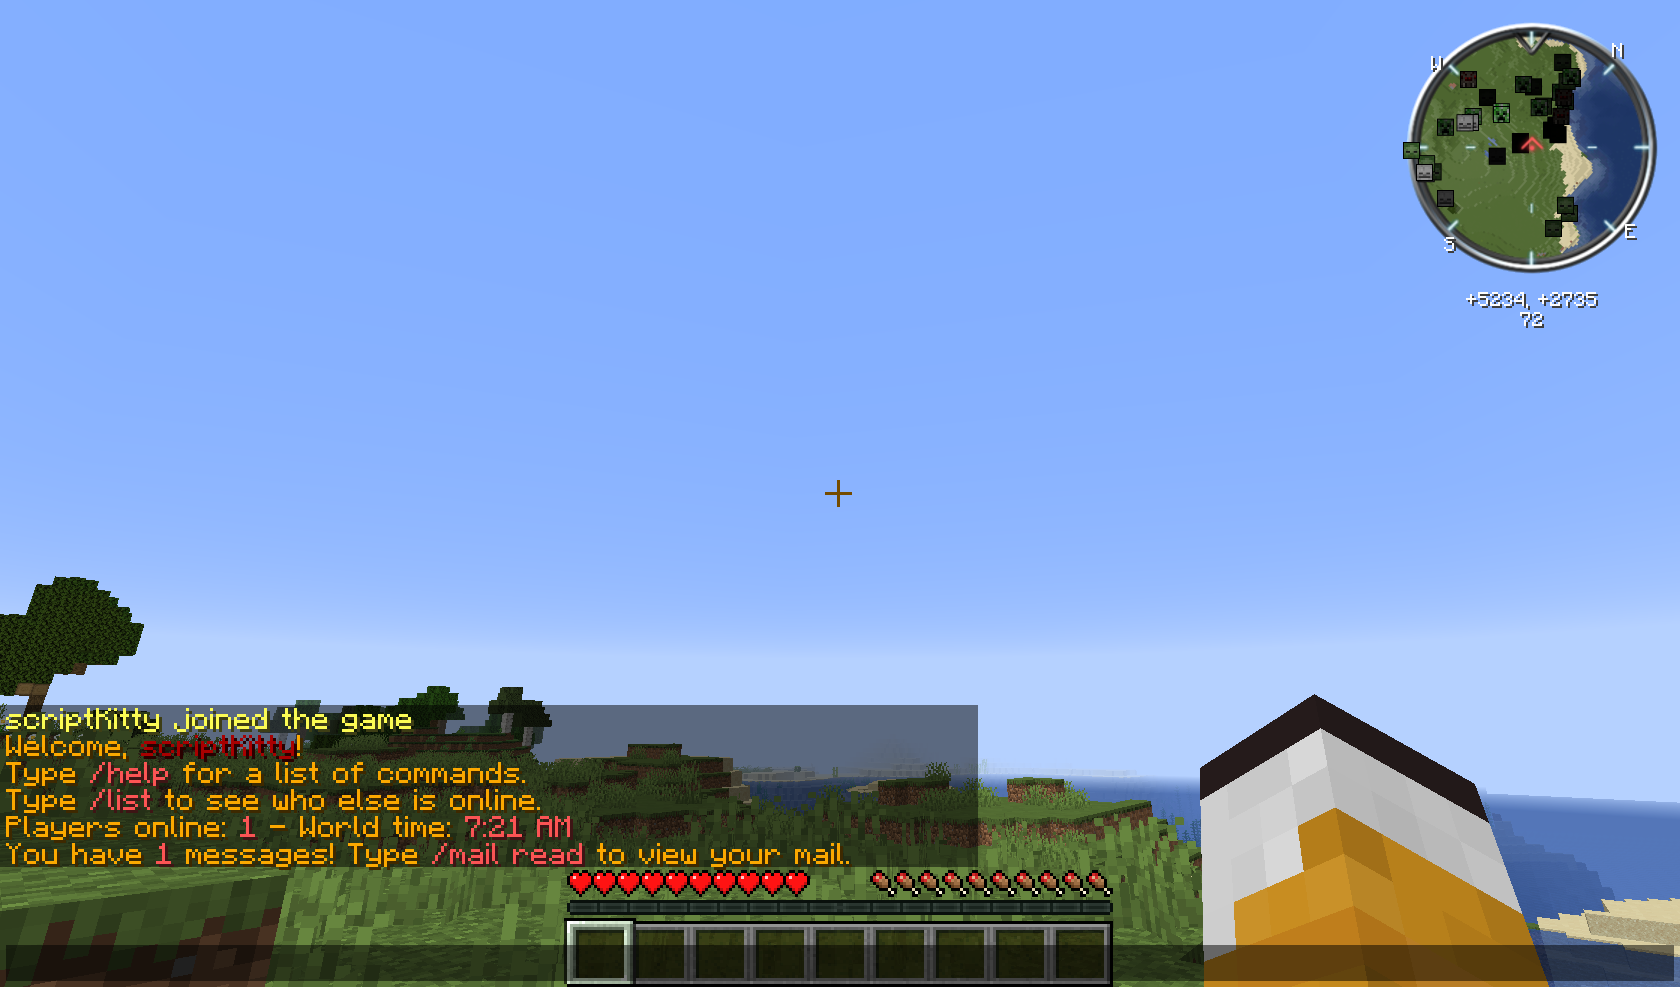 W
N
S
E
+5234, +2735
72
scriptKitty joined the game
Welcome, scriptKitty!
Type /help for a list of commands.
Type /list to see who else is online.
Players online: 1 - World time: 7:21 AM
You have 1 messages! Type /mail read to view your mail.